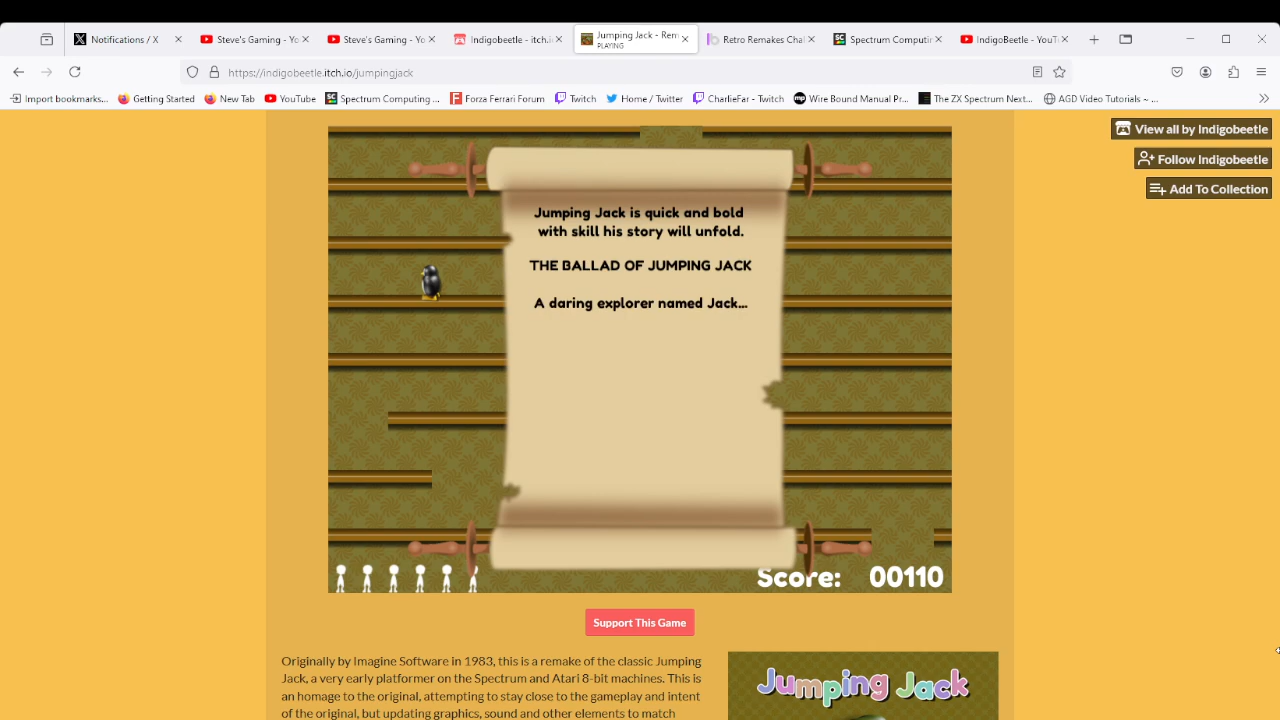 Notifications / X
Steve's Gaming - Yo
Steve's Gaming - Yo
Indigobeetle - itch.i
Jumping Jack - Rem
PLAYING
Retro Remakes Chal
Spectrum Computin
IndigoBeetle - YouT
https://indigobeetle.itch.io/jumpingjack
Import bookmarks...
Getting Started
New Tab
YouTube
Spectrum Computing ...
Forza Ferrari Forum
Twitch
Home / Twitter
CharlieFar - Twitch
Wire Bound Manual Pr...
The ZX Spectrum Next...
AGD Video Tutorials ~ ...
View all by Indigobeetle
Follow Indigobeetle
Add To Collection
Jumping Jack is quick and bold
with skill his story will unfold.
THE BALLAD OF JUMPING JACK
A daring explorer named Jack...
Score: 00110
Support This Game
Originally by Imagine Software in 1983, this is a remake of the classic Jumping
Jack, a very early platformer on the Spectrum and Atari 8-bit machines. This is
an homage to the original, attempting to stay close to the gameplay and intent
of the original, but updating graphics, sound and other elements to match
Jumping Jack